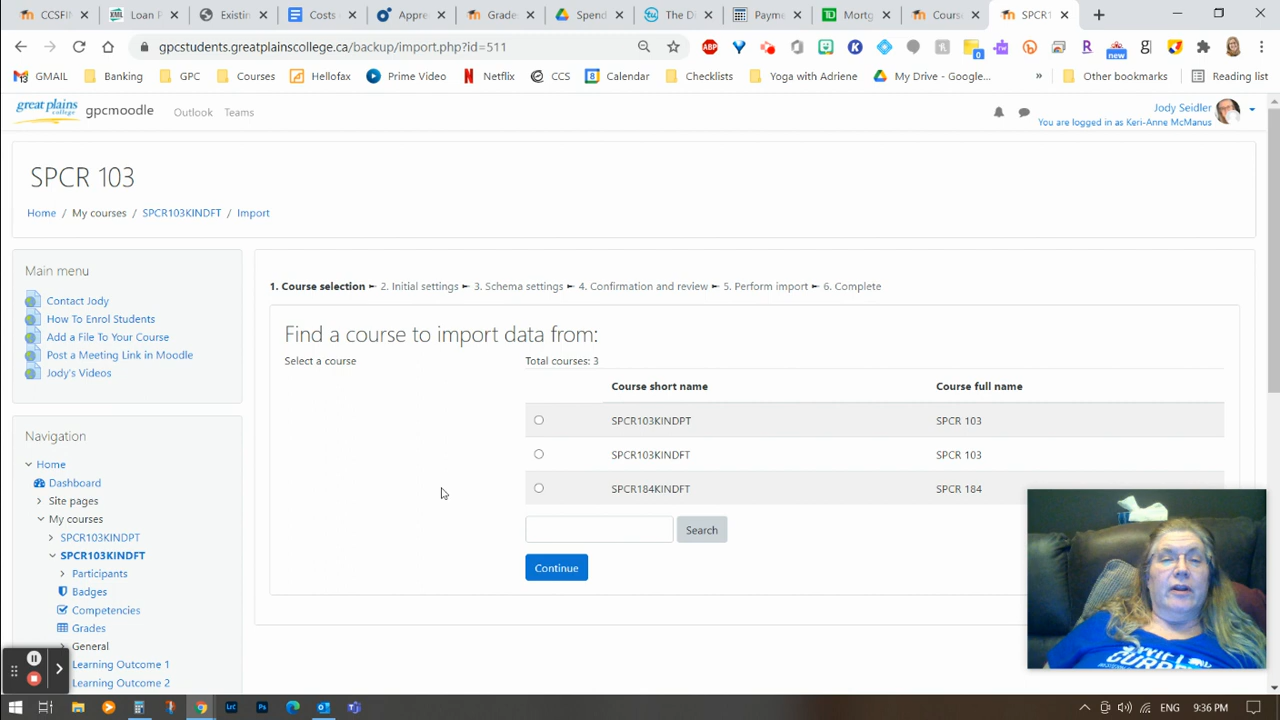 CCSFIN
Loan P
Existin
Costs
Appre
Grade
Spend
The Di
Payme
Mortg
Course
SPCR1
gpcstudents.greatplainscollege.ca/backup/import.php?id=511
ABP
GMAIL
Banking
GPC
Courses
Hellofax
Prime Video
Netflix
CCS
Calendar
Checklists
Yoga with Adriene
My Drive - Google...
Other bookmarks
Reading list
great plains college
gpcmoodle
Outlook
Teams
Jody Seidler
You are logged in as Keri-Anne McManus
SPCR 103
Home / My courses / SPCR103KINDFT / Import
Main menu
Contact Jody
How To Enrol Students
Add a File To Your Course
Post a Meeting Link in Moodle
Jody's Videos
Navigation
Home
Dashboard
Site pages
My courses
SPCR103KINDPT
SPCR103KINDFT
Participants
Badges
Competencies
Grades
General
Learning Outcome 1
Learning Outcome 2
1. Course selection ► 2. Initial settings ► 3. Schema settings ► 4. Confirmation and review ► 5. Perform import ► 6. Complete
Find a course to import data from:
Select a course
Total courses: 3
Course short name Course full name
SPCR103KINDPT SPCR 103
SPCR103KINDFT SPCR 103
SPCR184KINDFT SPCR 184
Search
Continue
ENG
9:36 PM